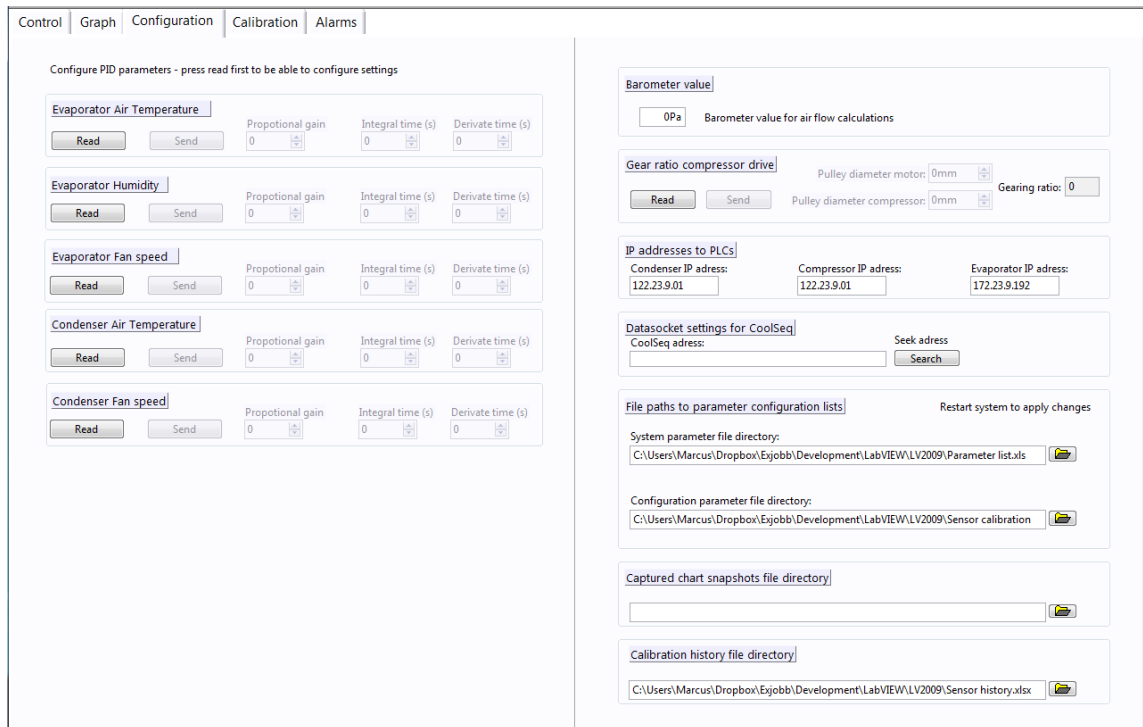 Control Graph Configuration Calibration Alarms
Configure PID parameters - press read first to be able to configure settings
Evaporator Air Temperature
Propotional gain Integral time (s) Derivate time (s)
Read Send 0 0 0
Evaporator Humidity
Propotional gain Integral time (s) Derivate time (s)
Read Send 0 0 0
Evaporator Fan speed
Propotional gain Integral time (s) Derivate time (s)
Read Send 0 0 0
Condenser Air Temperature
Propotional gain Integral time (s) Derivate time (s)
Read Send 0 0 0
Condenser Fan speed
Propotional gain Integral time (s) Derivate time (s)
Read Send 0 0 0
Barometer value
0Pa Barometer value for air flow calculations
Gear ratio compressor drive
Pulley diameter motor: 0mm
Gearing ratio: 0
Read Send Pulley diameter compressor: 0mm
IP addresses to PLCs
Condenser IP adress: Compressor IP adress: Evaporator IP adress:
122.23.9.01 122.23.9.01 172.23.9.192
Datasocket settings for CoolSeq
CoolSeq adress: Seek adress
Search
File paths to parameter configuration lists Restart system to apply changes
System parameter file directory:
C:\Users\Marcus\Dropbox\Exjobb\Development\LabVIEW\LV2009\Parameter list.xls
Configuration parameter file directory:
C:\Users\Marcus\Dropbox\Exjobb\Development\LabVIEW\LV2009\Sensor calibration
Captured chart snapshots file directory
Calibration history file directory
C:\Users\Marcus\Dropbox\Exjobb\Development\LabVIEW\LV2009\Sensor history.xlsx